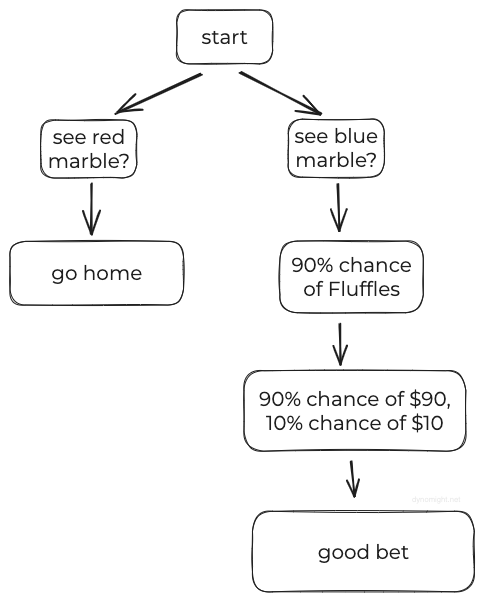 start
see red
marble?
see blue
marble?
go home
90% chance
of Fluffles
90% chance of $90,
10% chance of $10
dynomight.net
good bet